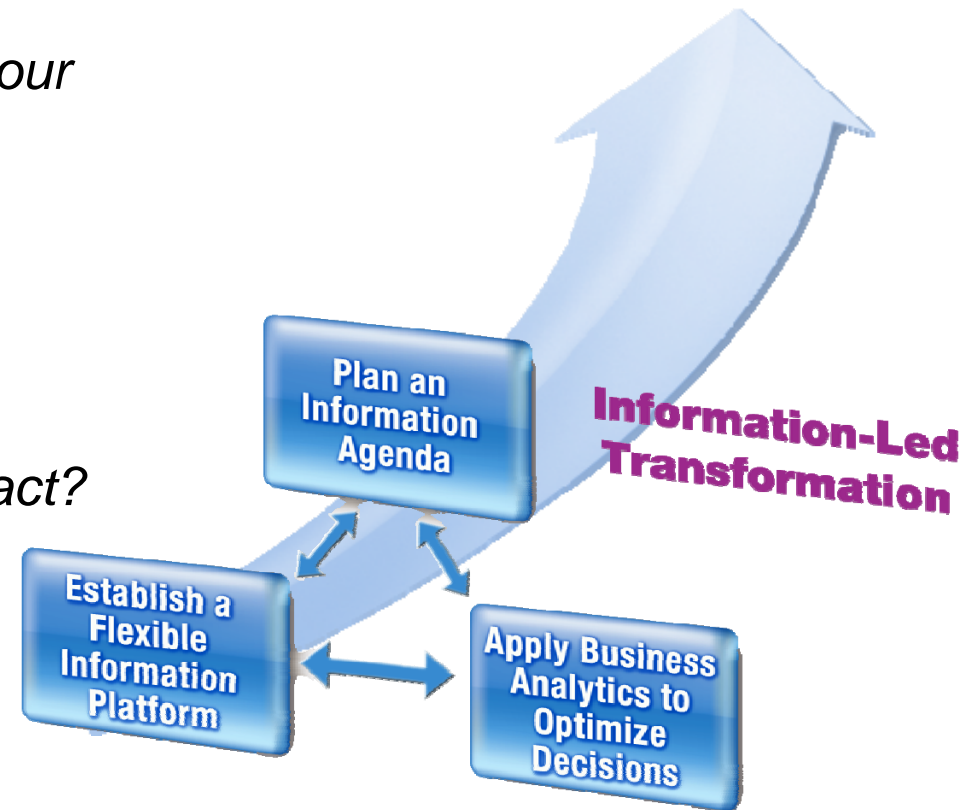 our
Plan an
Information
Agenda
Information-Led
Transformation
act?
Establish a
Flexible
Information
Platform
Apply Business
Analytics to
Optimize
Decisions